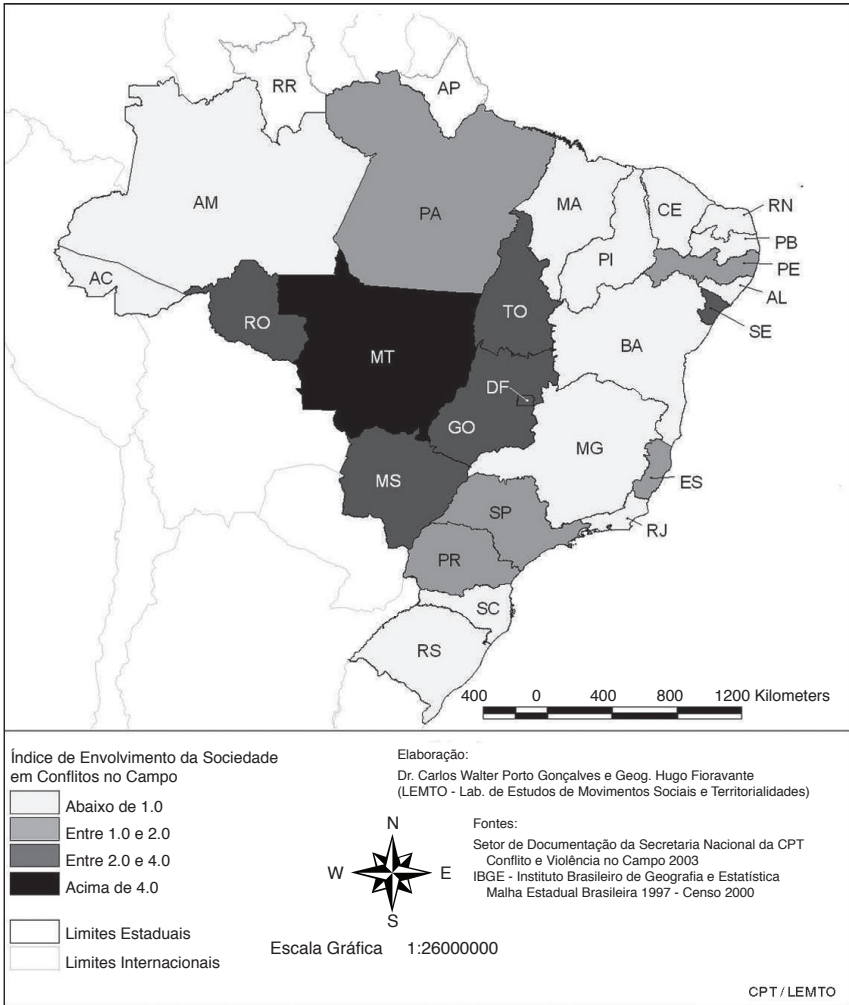 RR
AP
AM
PA
MA
CE
RN
PB
PI
PE
AC
AL
TO
SE
RO
BA
MT
DF
GO
MG
MS
ES
SP
RJ
PR
SC
RS
400 0 400 800 1200 Kilometers
Índice de Envolvimento da Sociedade
em Conflitos no Campo
Abaixo de 1.0
Entre 1.0 e 2.0
Entre 2.0 e 4.0
Acima de 4.0
Limites Estaduais
Limites Internacionais
Elaboração:
Dr. Carlos Walter Porto Gonçalves e Geog. Hugo Fioravante
(LEMTO - Lab. de Estudos de Movimentos Sociais e Territorialidades)
N
W E
S
Fontes:
Setor de Documentação da Secretaria Nacional da CPT
Conflito e Violência no Campo 2003
IBGE - Instituto Brasileiro de Geografia e Estatística
Malha Estadual Brasileira 1997 - Censo 2000
Escala Gráfica 1:26000000
CPT / LEMTO